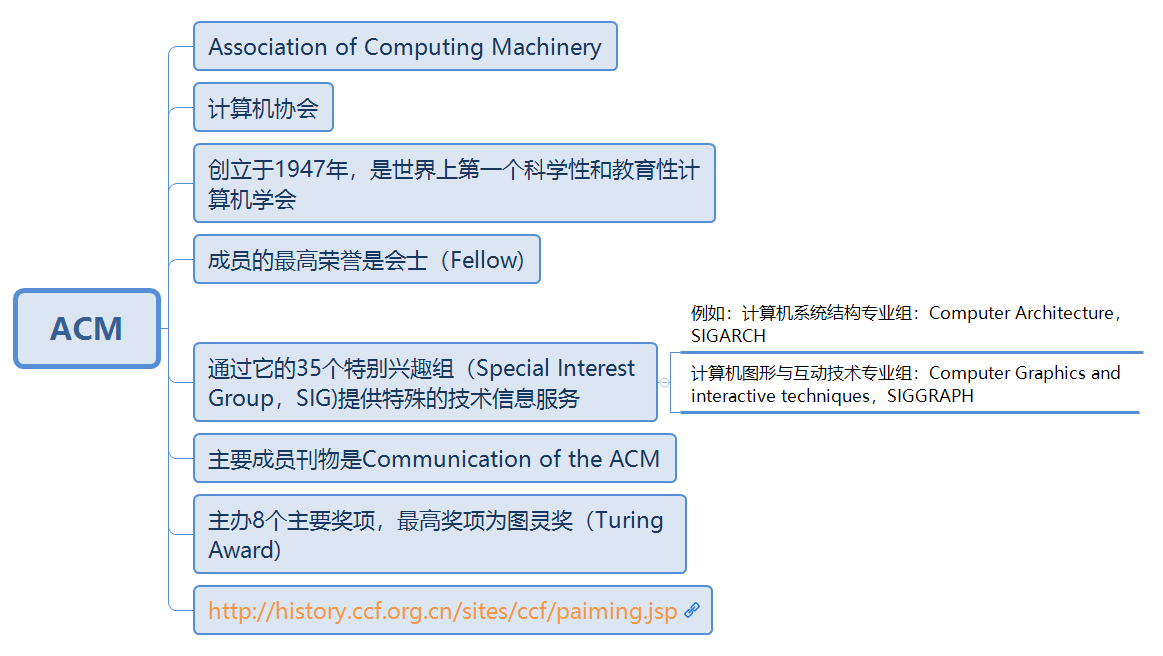 ACM
Association of Computing Machinery
计算机协会
创立于1947年，是世界上第一个科学性和教育性计
算机学会
成员的最高荣誉是会士（Fellow)
通过它的35个特别兴趣组（Special Interest
Group，SIG)提供特殊的技术信息服务
例如：计算机系统结构专业组：Computer Architecture，
SIGARCH
计算机图形与互动技术专业组：Computer Graphics and
interactive techniques，SIGGRAPH
主要成员刊物是Communication of the ACM
主办8个主要奖项，最高奖项为图灵奖（Turing
Award）
http://history.ccf.org.cn/sites/ccf/paiming.jsp